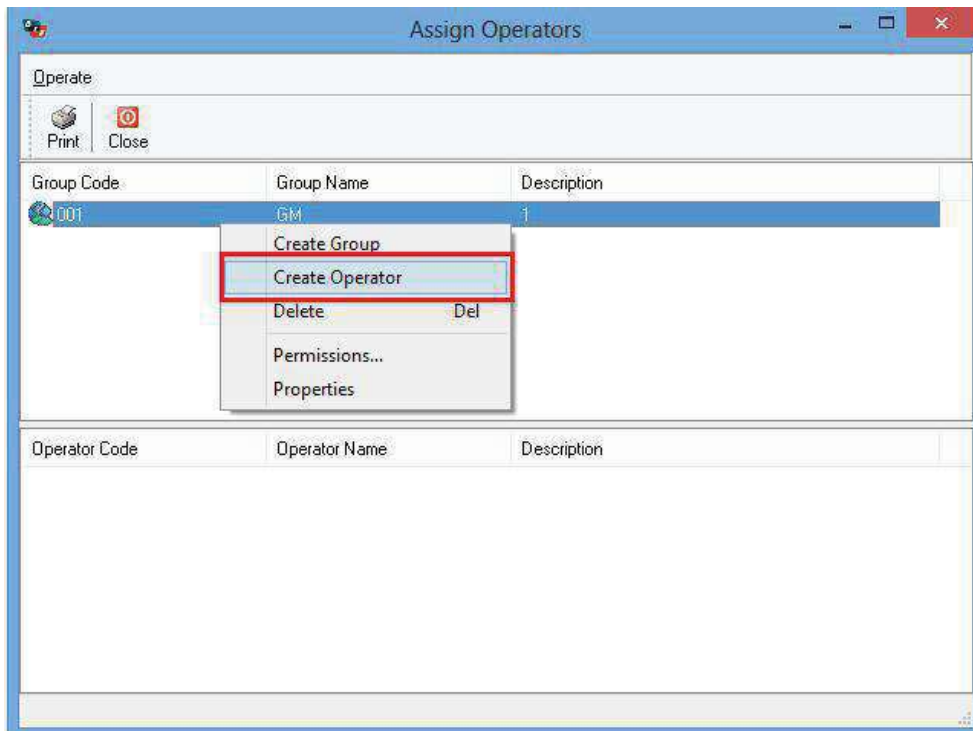 Assign Operators
Operate
Print Close
Group Code Group Name Description
001 GM 1
Create Group
Create Operator
Delete Del
Permissions...
Properties
Operator Code Operator Name Description